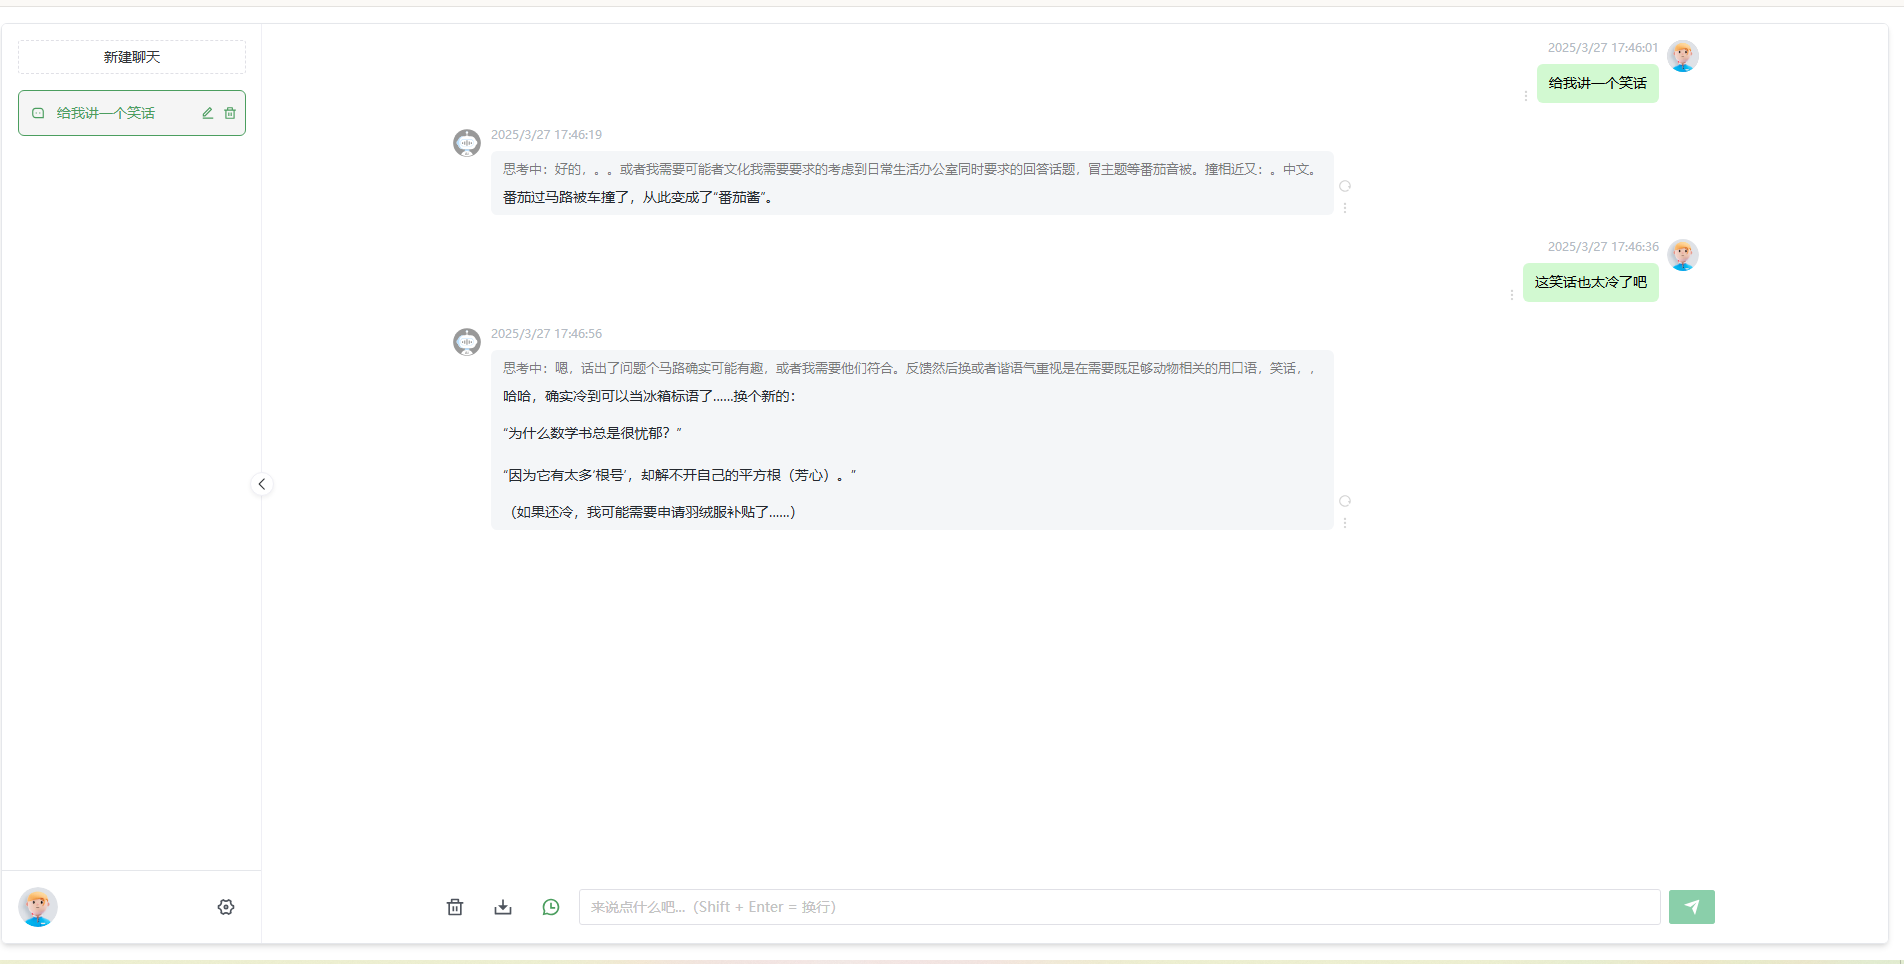 新建聊天
给我讲一个笑话
2025/3/27 17:46:01
给我讲一个笑话
2025/3/27 17:46:19
思考中：好的，。。或者我需要可能者文化我需要要求的考虑到日常生活办公室同时要求的回答话题，冒主题等番茄音被。撞相近又：。中文。
番茄过马路被车撞了，从此变成了“番茄酱”。
2025/3/27 17:46:36
这笑话也太冷了吧
2025/3/27 17:46:56
思考中：嗯，话出了问题个马路确实可能有趣，或者我需要他们符合。反馈然后换或者谐语气重视是在需要既足够动物相关的用口语，笑话，，
哈哈，确实冷到可以当冰箱标语了……换个新的：
“为什么数学书总是很忧郁？”
“因为它有太多‘根号’，却解不开自己的平方根（芳心）。”
（如果还冷，我可能需要申请羽绒服补贴了……）
来说点什么吧...（Shift + Enter = 换行）